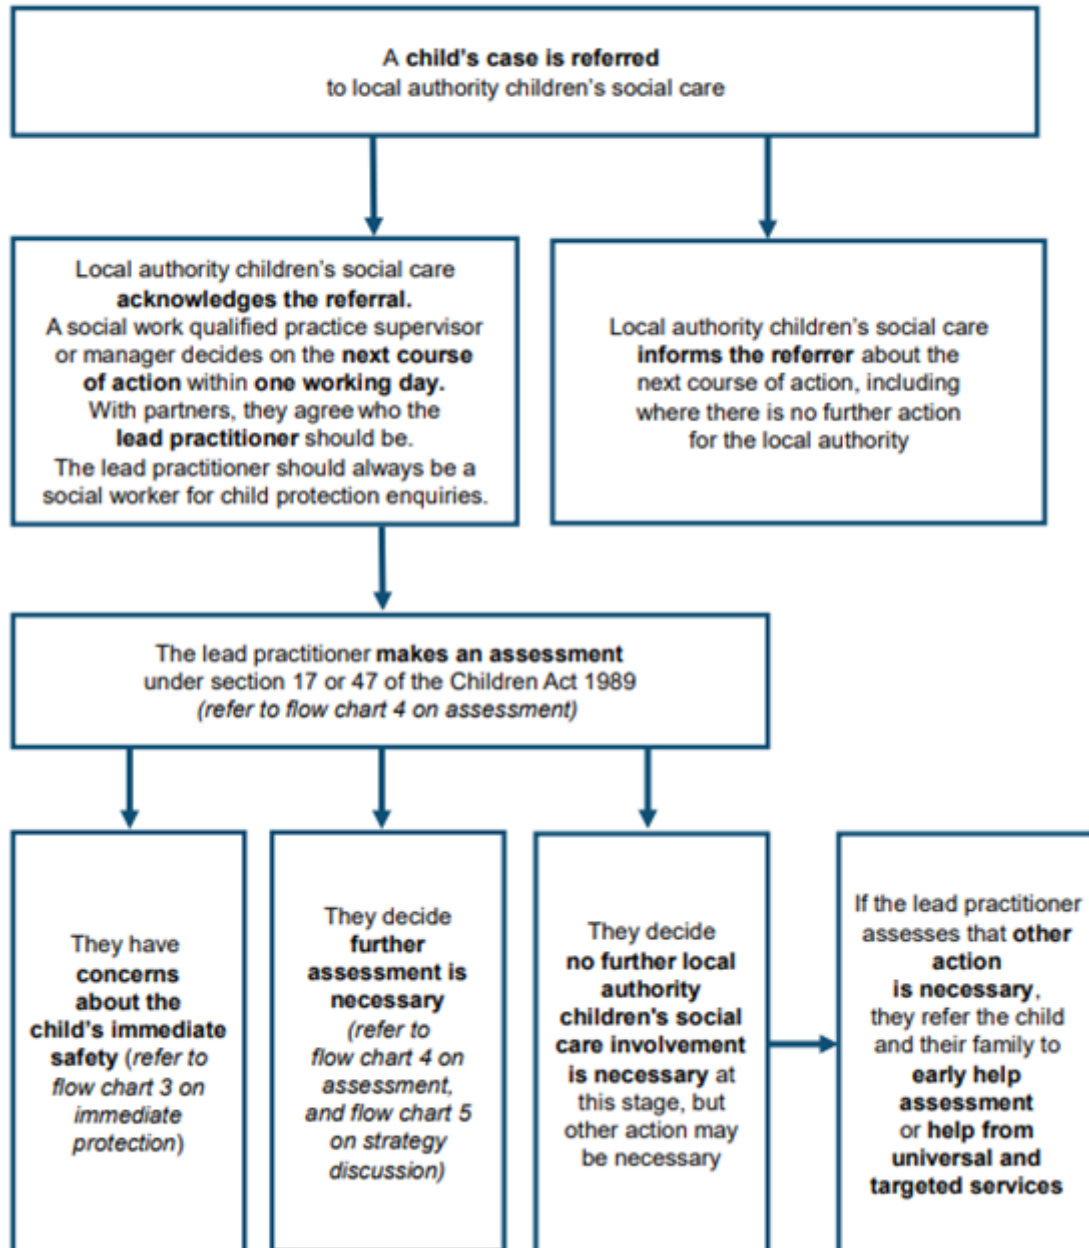 A child's case is referred
to local authority children's social care
Local authority children's social care
acknowledges the referral.
A social work qualified practice supervisor
or manager decides on the next course
of action within one working day.
With partners, they agree who the
lead practitioner should be.
The lead practitioner should always be a
social worker for child protection enquiries.
Local authority children's social care
informs the referrer about the
next course of action, including
where there is no further action
for the local authority
The lead practitioner makes an assessment
under section 17 or 47 of the Children Act 1989
(refer to flow chart 4 on assessment)
They have
concerns
about the
child's immediate
safety (refer to
flow chart 3 on
immediate
protection)
They decide
further
assessment is
necessary
(refer to
flow chart 4 on
assessment,
and flow chart 5
on strategy
discussion)
They decide
no further local
authority
children's social
care involvement
is necessary at
this stage, but
other action may
be necessary
If the lead practitioner
assesses that other
action
is necessary,
they refer the child
and their family to
early help
assessment
or help from
universal and
targeted services